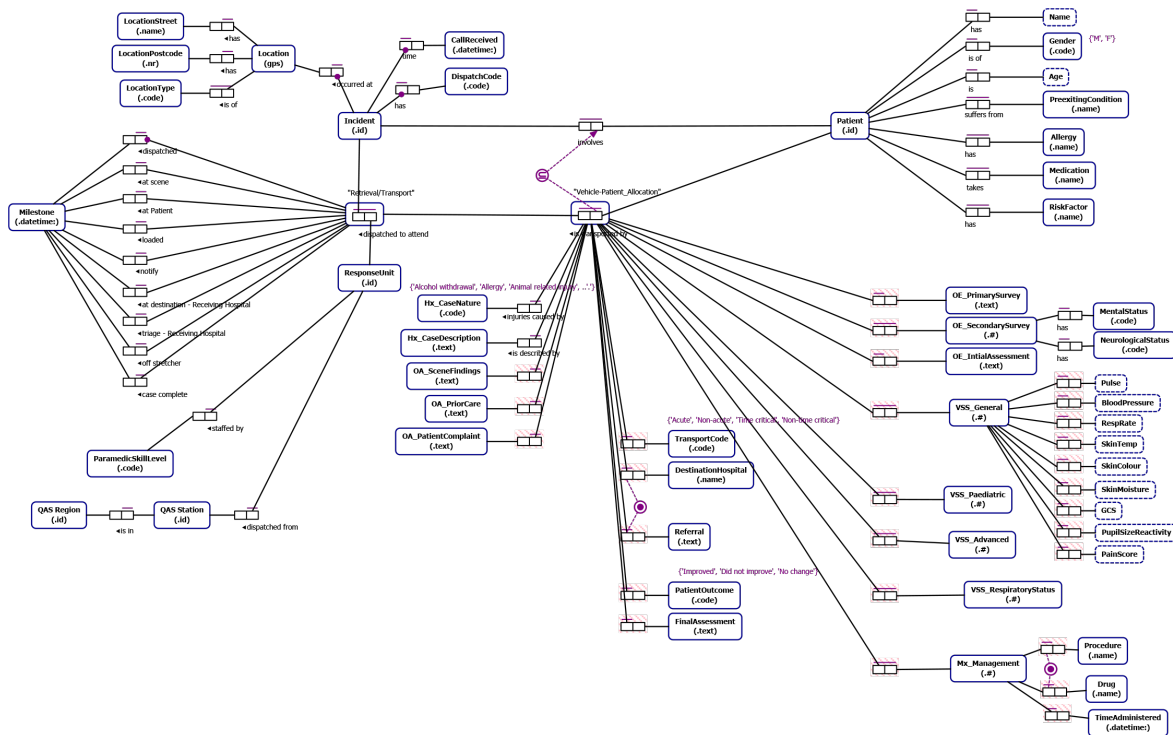 LocationStreet
(.name)
has
LocationPostcode
(.nr)
has
Location
(gps)
LocationType
(.code)
is of
occurred at
CallReceived
(.datetime:)
time
DispatchCode
(.code)
has
Incident
(.id)
involves
Patient
(.id)
has
Name
is of
Gender
(.code)
{'M', 'F'}
is
Age
suffers from
PreexitingCondition
(.name)
has
Allergy
(.name)
takes
Medication
(.name)
has
RiskFactor
(.name)
dispatched
at scene
at Patient
Milestone
(.datetime:)
loaded
notify
at destination - Receiving Hospital
triage - Receiving Hospital
off stretcher
case complete
"Retrieval/Transport"
dispatched to attend
"Vehicle-Patient_Allocation"
is transported by
ResponseUnit
(.id)
staffed by
ParamedicSkillLevel
(.code)
QAS Region
(.id)
is in
QAS Station
(.id)
dispatched from
{'Alcohol withdrawal', 'Allergy', 'Animal related injury', ..'.'}
Hx_CaseNature
(.code)
injuries caused by
Hx_CaseDescription
(.text)
is described by
OA_SceneFindings
(.text)
OA_PriorCare
(.text)
OA_PatientComplaint
(.text)
{'Acute', 'Non-acute', 'Time critical', 'Non-time critical'}
TransportCode
(.code)
DestinationHospital
(.name)
Referral
(.text)
{'Improved', 'Did not improve', 'No change'}
PatientOutcome
(.code)
FinalAssessment
(.text)
OE_PrimarySurvey
(.text)
OE_SecondarySurvey
(.#)
has
MentalStatus
(.code)
has
NeurologicalStatus
(.code)
OE_IntialAssessment
(.text)
VSS_General
(.#)
Pulse
BloodPressure
RespRate
SkinTemp
SkinColour
SkinMoisture
GCS
PupilSizeReactivity
PainScore
VSS_Paediatric
(.#)
VSS_Advanced
(.#)
VSS_RespiratoryStatus
(.#)
Mx_Management
(.#)
Procedure
(.name)
Drug
(.name)
TimeAdministered
(.datetime:)